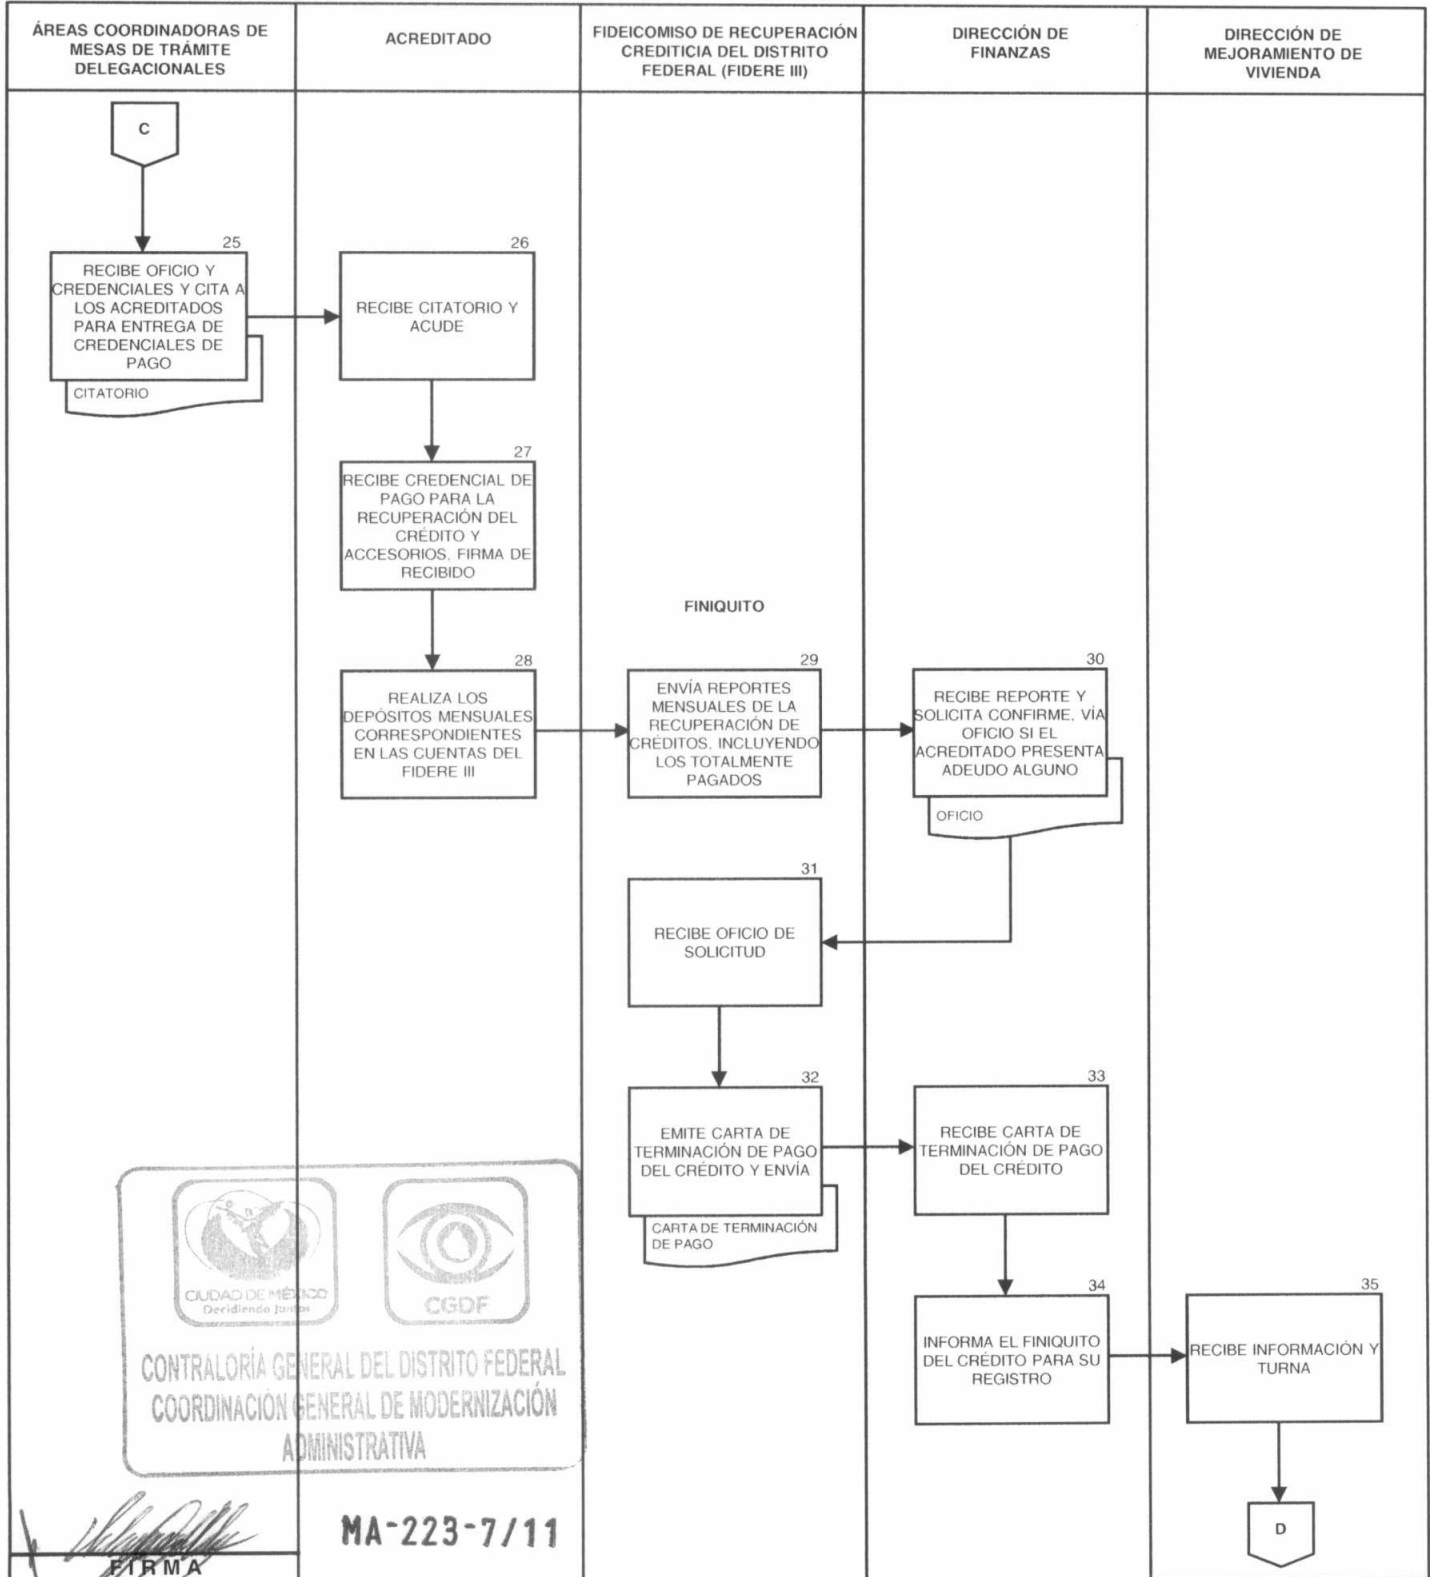 ÁREAS COORDINADORAS DE
MESAS DE TRÁMITE
DELEGACIONALES
ACREDITADO
FIDEICOMISO DE RECUPERACIÓN
CREDITICIA DEL DISTRITO
FEDERAL (FIDERE III)
DIRECCIÓN DE
FINANZAS
DIRECCIÓN DE
MEJORAMIENTO DE
VIVIENDA
C
25
RECIBE OFICIO Y
CREDENCIALES Y CITA A
LOS ACREDITADOS
PARA ENTREGA DE
CREDENCIALES DE
PAGO
CITATORIO
26
RECIBE CITATORIO Y
ACUDE
27
RECIBE CREDENCIAL DE
PAGO PARA LA
RECUPERACIÓN DEL
CRÉDITO Y
ACCESORIOS, FIRMA DE
RECIBIDO
28
REALIZA LOS
DEPÓSITOS MENSUALES
CORRESPONDIENTES
EN LAS CUENTAS DEL
FIDERE III
FINIQUITO
29
ENVÍA REPORTES
MENSUALES DE LA
RECUPERACIÓN DE
CRÉDITOS, INCLUYENDO
LOS TOTALMENTE
PAGADOS
30
RECIBE REPORTE Y
SOLICITA CONFIRME, VÍA
OFICIO SI EL
ACREDITADO PRESENTA
ADEUDO ALGUNO
OFICIO
31
RECIBE OFICIO DE
SOLICITUD
32
EMITE CARTA DE
TERMINACIÓN DE PAGO
DEL CRÉDITO Y ENVÍA
CARTA DE TERMINACIÓN
DE PAGO
33
RECIBE CARTA DE
TERMINACIÓN DE PAGO
DEL CRÉDITO
34
INFORMA EL FINIQUITO
DEL CRÉDITO PARA SU
REGISTRO
35
RECIBE INFORMACIÓN Y
TURNA
D
CIUDAD DE MÉXICO
Decidiendo Juntos
CGDF
CONTRALORÍA GENERAL DEL DISTRITO FEDERAL
COORDINACIÓN GENERAL DE MODERNIZACIÓN
ADMINISTRATIVA
MA-223-7/11
FIRMA